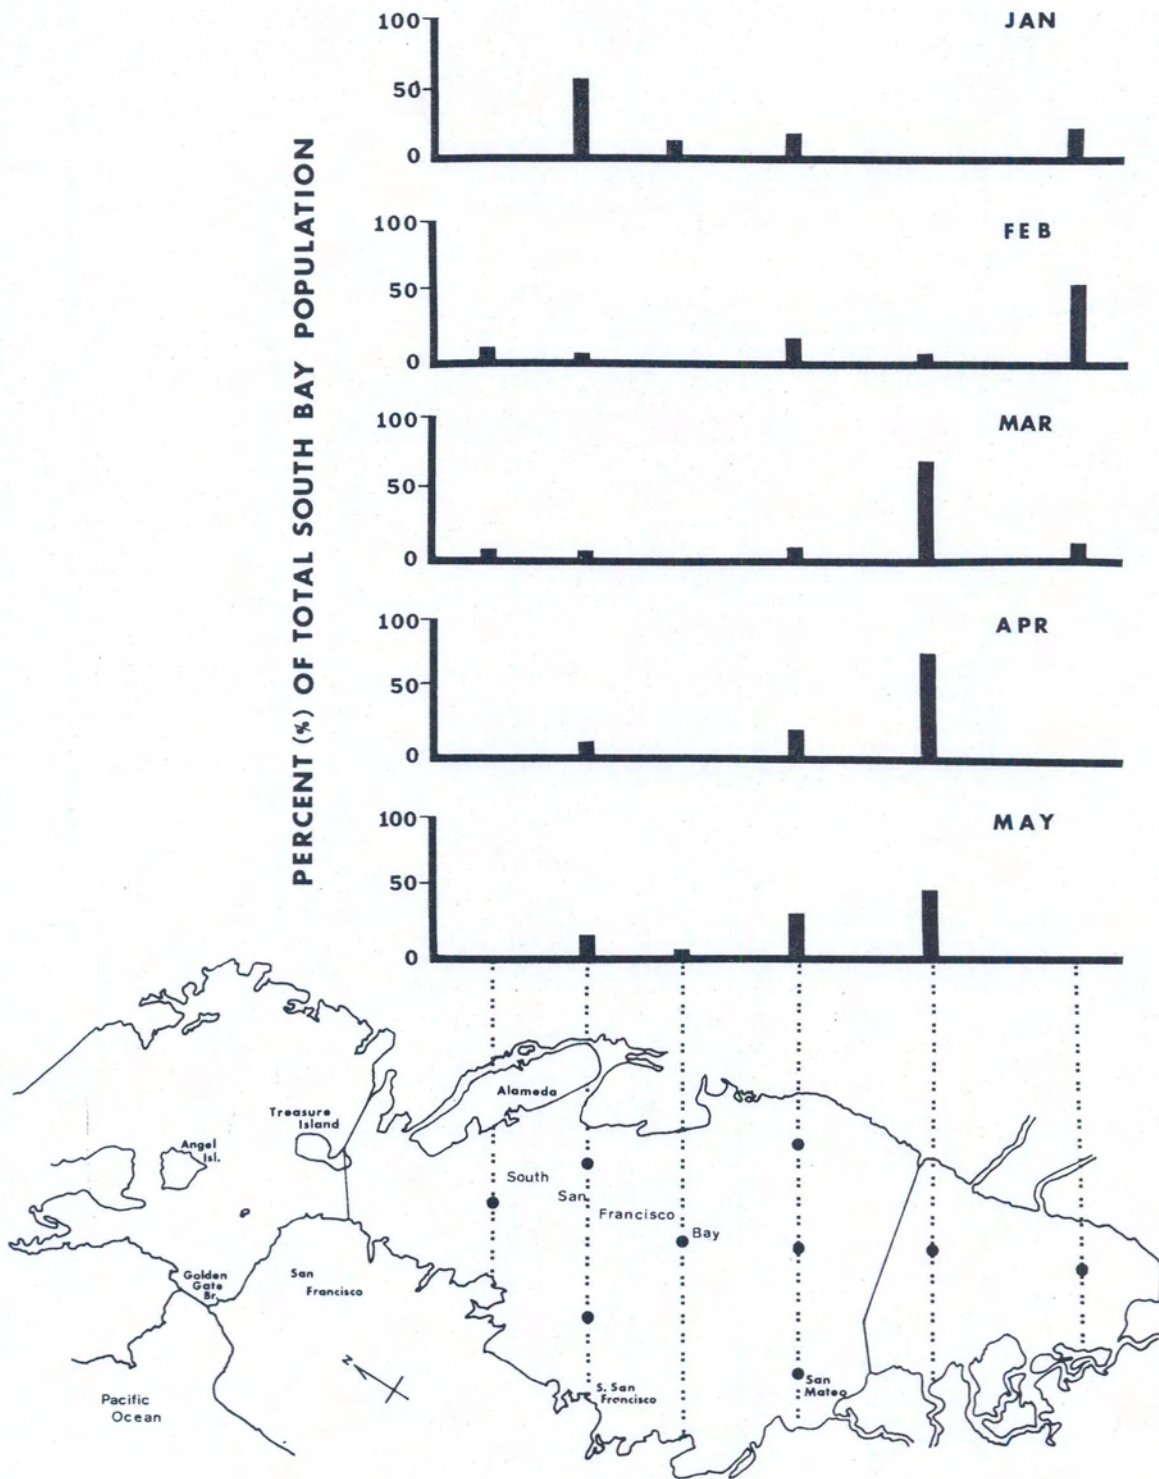 PERCENT (%) OF TOTAL SOUTH BAY POPULATION
JAN
100
50
0
FEB
100
50
0
MAR
100
50
0
APR
100
50
0
MAY
100
50
0
Alameda
Treasure
Island
Angel
Isl.
South
San
Francisco
Bay
Golden
Gate
Br.
San
Francisco
N
S. San
Francisco
San
Mateo
Pacific
Ocean